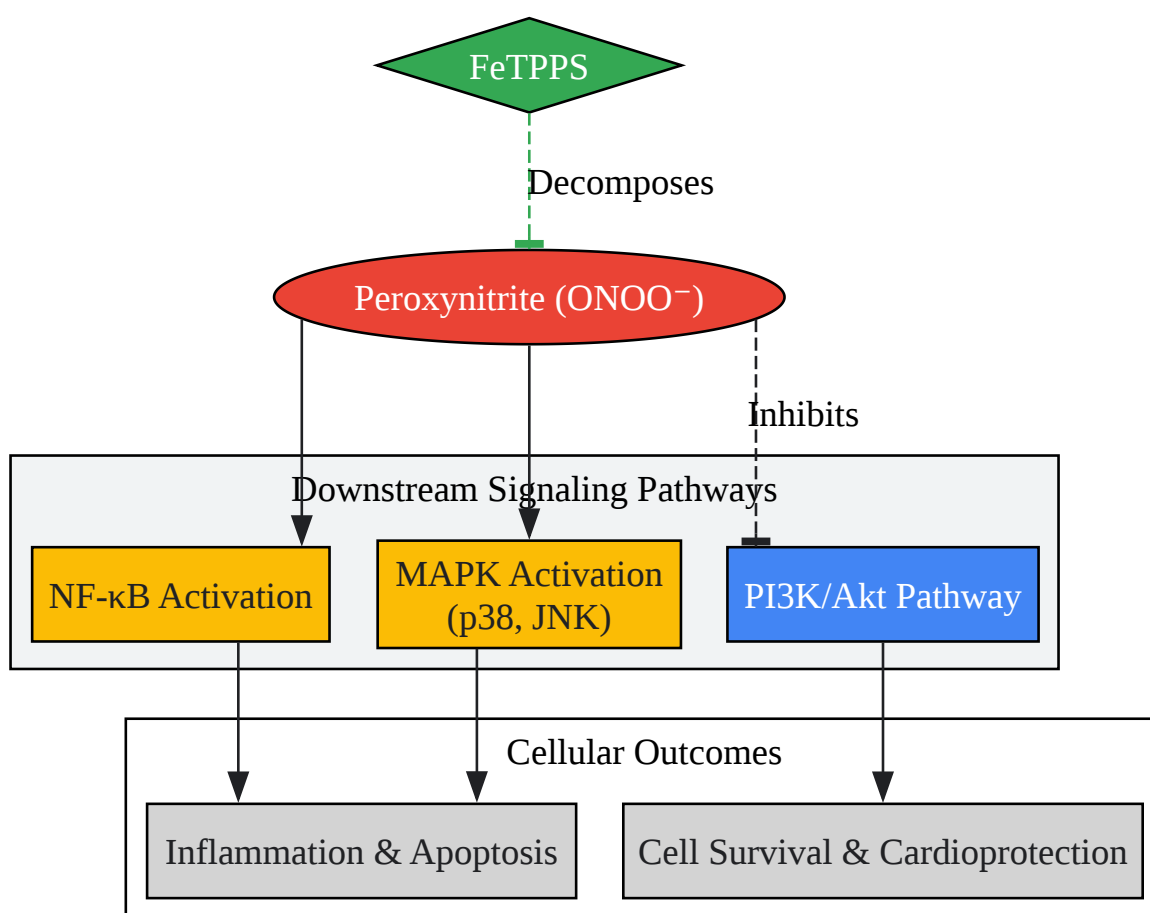 FeTPPS
Decomposes
Peroxynitrite (ONOO⁻)
Inhibits
Downstream Signaling Pathways
NF-κB Activation
MAPK Activation
(p38, JNK)
PI3K/Akt Pathway
Cellular Outcomes
Inflammation & Apoptosis
Cell Survival & Cardioprotection